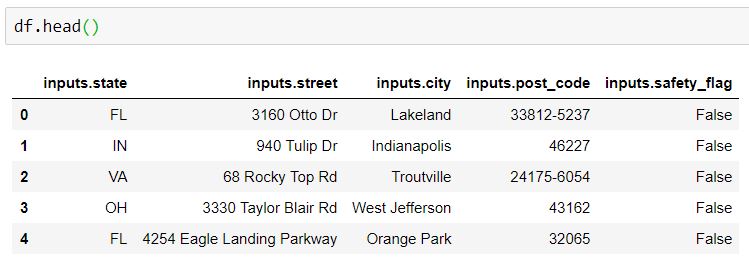 df.head()
inputs.state inputs.street inputs.city inputs.post_code inputs.safety_flag
0 FL 3160 Otto Dr Lakeland 33812-5237 False
1 IN 940 Tulip Dr Indianapolis 46227 False
2 VA 68 Rocky Top Rd Troutville 24175-6054 False
3 OH 3330 Taylor Blair Rd West Jefferson 43162 False
4 FL 4254 Eagle Landing Parkway Orange Park 32065 False